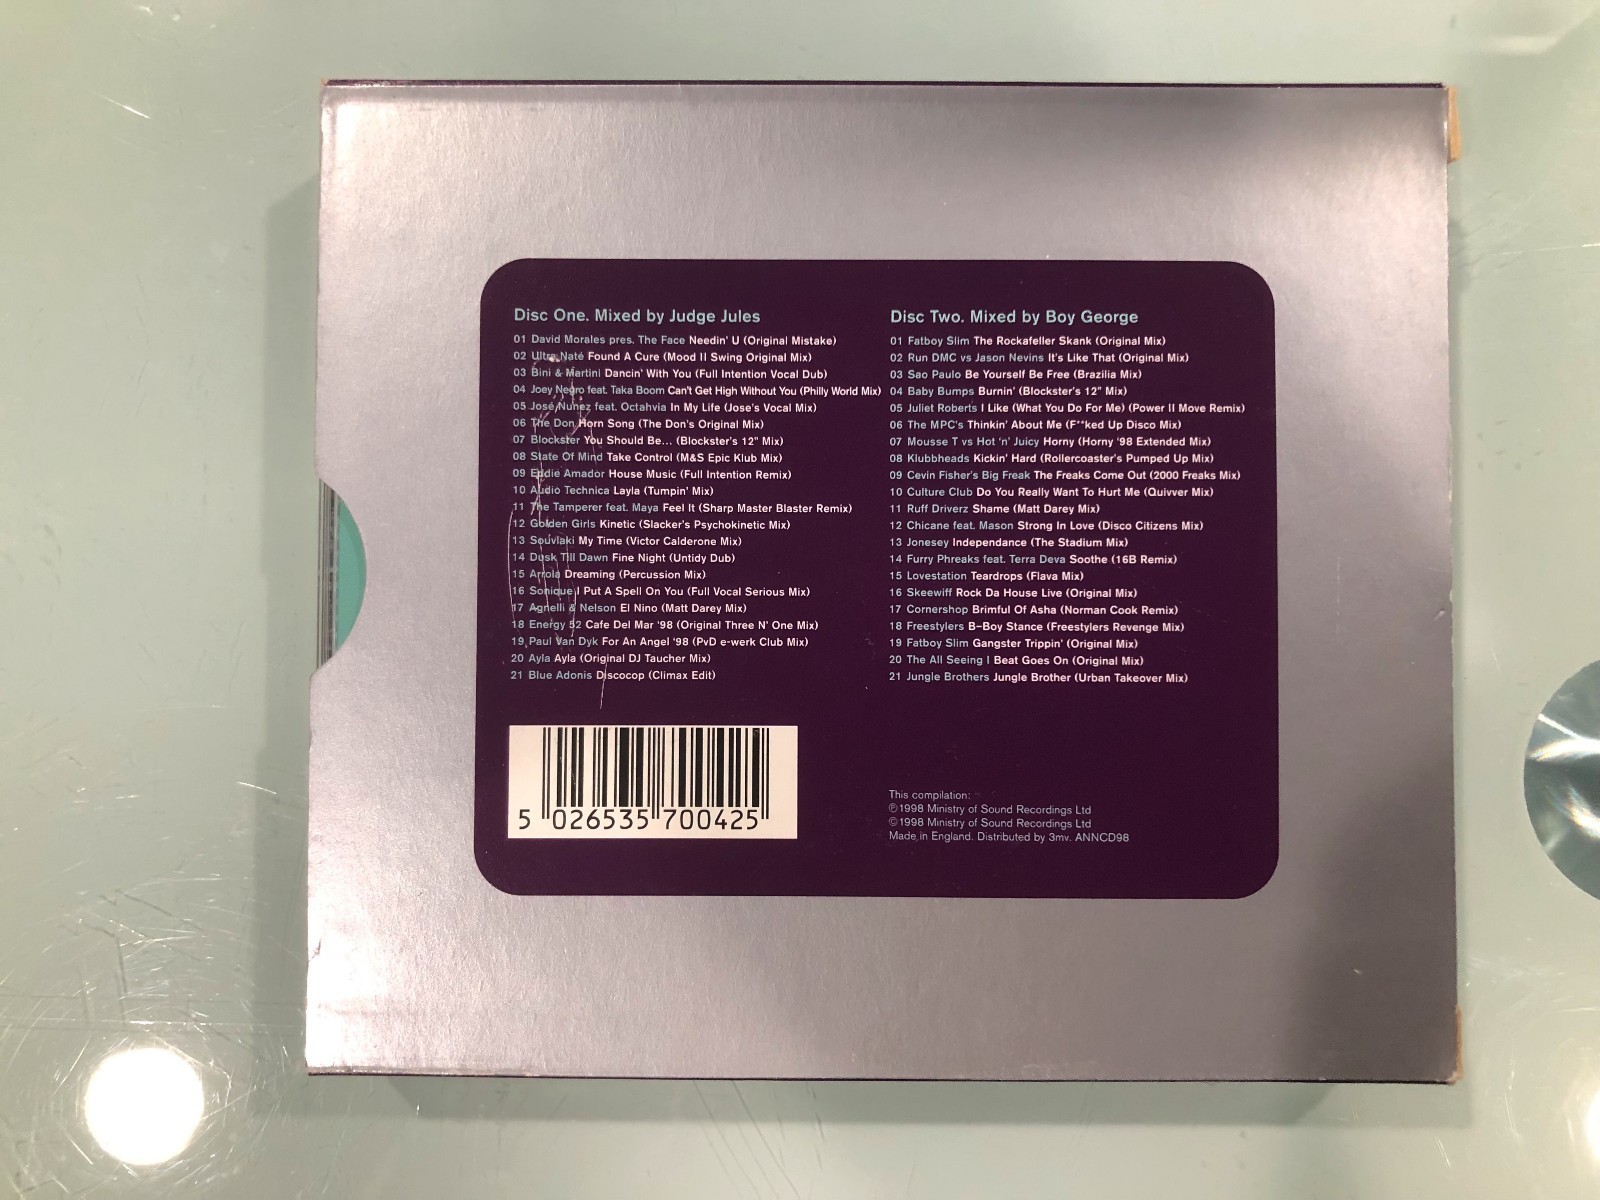 Disc One. Mixed by Judge Jules
01 David Morales pres. The Face Needin' U (Original Mistake)
02 Ultra Naté Found A Cure (Mood II Swing Original Mix)
03 Bini & Martini Dancin' With You (Full Intention Vocal Dub)
04 Joey Negro feat. Taka Boom Can't Get High Without You (Philly World Mix)
05 José Nunez feat. Octahvia In My Life (Jose's Vocal Mix)
06 The Don Horn Song (The Don's Original Mix)
07 Blockster You Should Be... (Blockster's 12" Mix)
08 State Of Mind Take Control (M&S Epic Klub Mix)
09 Eddie Amador House Music (Full Intention Remix)
10 Audio Technica Layla (Tumpin' Mix)
11 The Tamperer feat. Maya Feel It (Sharp Master Blaster Remix)
12 Golden Girls Kinetic (Slacker's Psychokinetic Mix)
13 Souvlaki My Time (Victor Calderone Mix)
14 Dusk Till Dawn Fine Night (Untidy Dub)
15 Arrola Dreaming (Percussion Mix)
16 Sonique I Put A Spell On You (Full Vocal Serious Mix)
17 Agnelli & Nelson El Nino (Matt Darey Mix)
18 Energy 52 Cafe Del Mar '98 (Original Three N' One Mix)
19 Paul Van Dyk For An Angel '98 (PvD e-werk Club Mix)
20 Ayla Ayla (Original DJ Taucher Mix)
21 Blue Adonis Discocop (Climax Edit)
5 026535 700425
Disc Two. Mixed by Boy George
01 Fatboy Slim The Rockafeller Skank (Original Mix)
02 Run DMC vs Jason Nevins It's Like That (Original Mix)
03 Sao Paulo Be Yourself Be Free (Brazilia Mix)
04 Baby Bumps Burnin' (Blockster's 12" Mix)
05 Juliet Roberts I Like (What You Do For Me) (Power II Move Remix)
06 The MPC's Thinkin' About Me (F**ked Up Disco Mix)
07 Mousse T vs Hot 'n' Juicy Horny (Horny '98 Extended Mix)
08 Klubbheads Kickin' Hard (Rollercoaster's Pumped Up Mix)
09 Cevin Fisher's Big Freak The Freaks Come Out (2000 Freaks Mix)
10 Culture Club Do You Really Want To Hurt Me (Quivver Mix)
11 Ruff Driverz Shame (Matt Darey Mix)
12 Chicane feat. Mason Strong In Love (Disco Citizens Mix)
13 Jonesey Independance (The Stadium Mix)
14 Furry Phreaks feat. Terra Deva Soothe (16B Remix)
15 Lovestation Teardrops (Flava Mix)
16 Skeewiff Rock Da House Live (Original Mix)
17 Cornershop Brimful Of Asha (Norman Cook Remix)
18 Freestylers B-Boy Stance (Freestylers Revenge Mix)
19 Fatboy Slim Gangster Trippin' (Original Mix)
20 The All Seeing I Beat Goes On (Original Mix)
21 Jungle Brothers Jungle Brother (Urban Takeover Mix)
This compilation:
℗1998 Ministry of Sound Recordings Ltd
©1998 Ministry of Sound Recordings Ltd
Made in England. Distributed by 3mv. ANNCD98